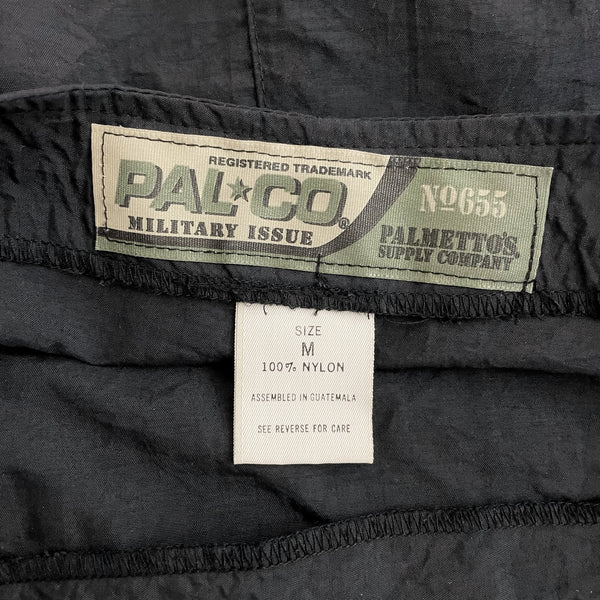 REGISTERED TRADEMARK
PAL★CO®
MILITARY ISSUE
No655
PALMETTO'S
SUPPLY COMPANY
SIZE
M
100% NYLON
ASSEMBLED IN GUATEMALA
SEE REVERSE FOR CARE